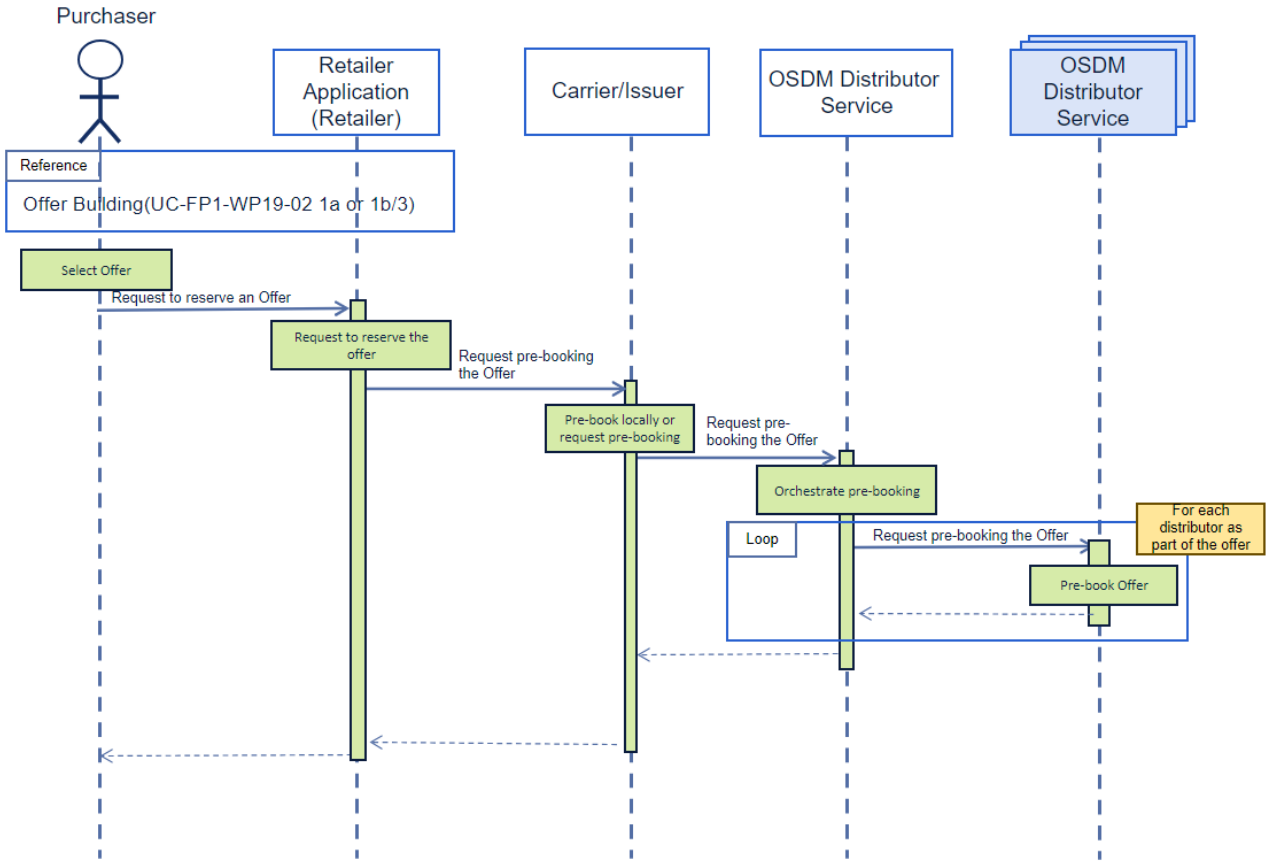 Purchaser
Retailer
Application
(Retailer)
Carrier/Issuer
OSDM Distributor
Service
OSDM
Distributor
Service
Reference
Offer Building(UC-FP1-WP19-02 1a or 1b/3)
Select Offer
Request to reserve an Offer
Request to reserve the
offer
Request pre-booking
the Offer
Pre-book locally or
request pre-booking
Request pre-
booking the Offer
Orchestrate pre-booking
For each
distributor as
part of the offer
Loop
Request pre-booking the Offer
Pre-book Offer